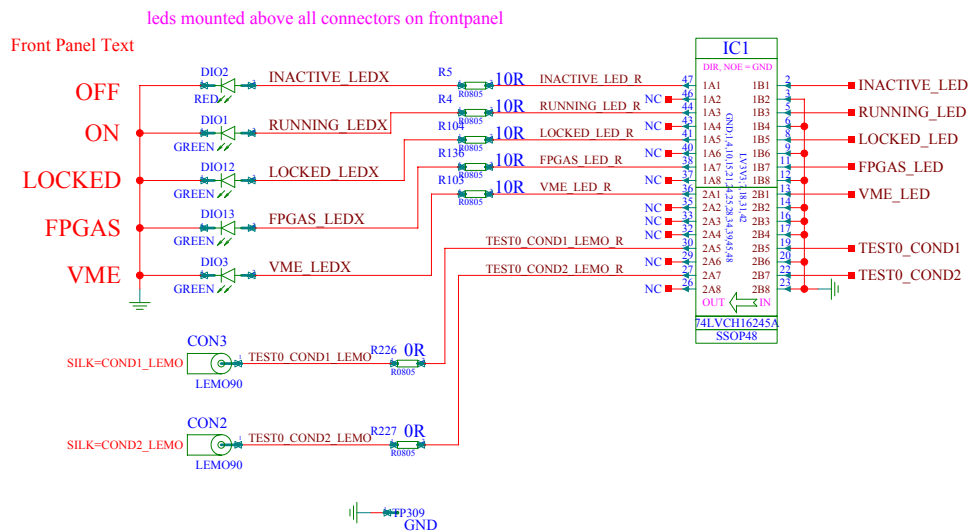 leds mounted above all connectors on frontpanel
Front Panel Text
OFF
ON
LOCKED
FPGAS
VME
DIO2
RED
INACTIVE_LEDX
R5
R0805
10R
INACTIVE_LED_R
DIO1
GREEN
RUNNING_LEDX
R4
R0805
10R
RUNNING_LED_R
DIO12
GREEN
LOCKED_LEDX
R104
R0805
10R
LOCKED_LED_R
DIO13
GREEN
FPGAS_LEDX
R136
R0805
10R
FPGAS_LED_R
DIO3
GREEN
VME_LEDX
R103
R0805
10R
VME_LED_R
TEST0_COND1_LEMO_R
TEST0_COND2_LEMO_R
IC1
DIR, NOE = GND
47 1A1 1B1 2 INACTIVE_LED
NC 46 1A2 1B2 3
44 1A3 1B3 5 RUNNING_LED
NC 43 1A4 1B4 6
41 1A5 1B5 8 LOCKED_LED
NC 40 1A6 1B6 9
38 1A7 1B7 11 FPGAS_LED
NC 37 1A8 1B8 12
36 2A1 2B1 13 VME_LED
NC 35 2A2 2B2 14
NC 33 2A3 2B3 16
NC 32 2A4 2B4 17
30 2A5 2B5 19 TEST0_COND1
NC 29 2A6 2B6 20
27 2A7 2B7 22 TEST0_COND2
NC 26 2A8 2B8 23
OUT IN
74LVCH16245A
SSOP48
CON3
SILK=COND1_LEMO
1
LEMO90
TEST0_COND1_LEMO
R226
0R
R0805
CON2
SILK=COND2_LEMO
1
LEMO90
TEST0_COND2_LEMO
R227
0R
R0805
TP309
GND